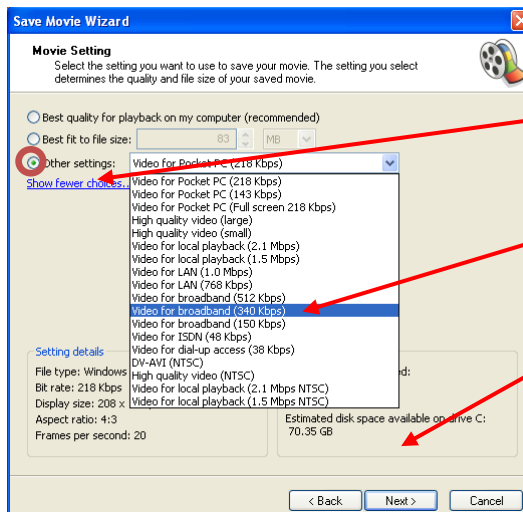 Save Movie Wizard
Movie Setting
Select the setting you want to use to save your movie. The setting you select
determines the quality and file size of your saved movie.
Best quality for playback on my computer (recommended)
Best fit to file size: 83 MB
Other settings: Video for Pocket PC (218 Kbps)
Show fewer choices...
Video for Pocket PC (218 Kbps)
Video for Pocket PC (143 Kbps)
Video for Pocket PC (Full screen 218 Kbps)
High quality video (large)
High quality video (small)
Video for local playback (2.1 Mbps)
Video for local playback (1.5 Mbps)
Video for LAN (1.0 Mbps)
Video for LAN (768 Kbps)
Video for broadband (512 Kbps)
Video for broadband (340 Kbps)
Video for broadband (150 Kbps)
Video for ISDN (48 Kbps)
Video for dial-up access (38 Kbps)
DV-AVI (NTSC)
High quality video (NTSC)
Video for local playback (2.1 Mbps NTSC)
Video for local playback (1.5 Mbps NTSC)
Setting details
File type: Windows
Bit rate: 218 Kbps
Display size: 208 x
Aspect ratio: 4:3
Frames per second: 20
Estimated disk space available on drive C:
70.35 GB
< Back
Next >
Cancel